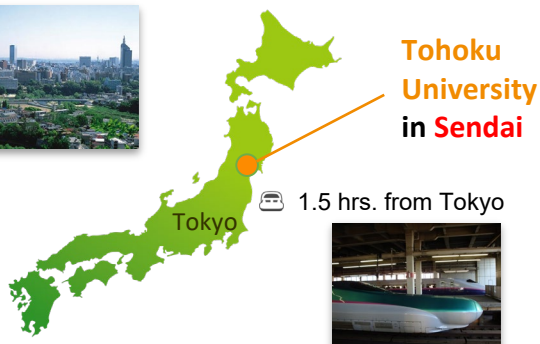 Tohoku
University
in Sendai
1.5 hrs. from Tokyo
Tokyo